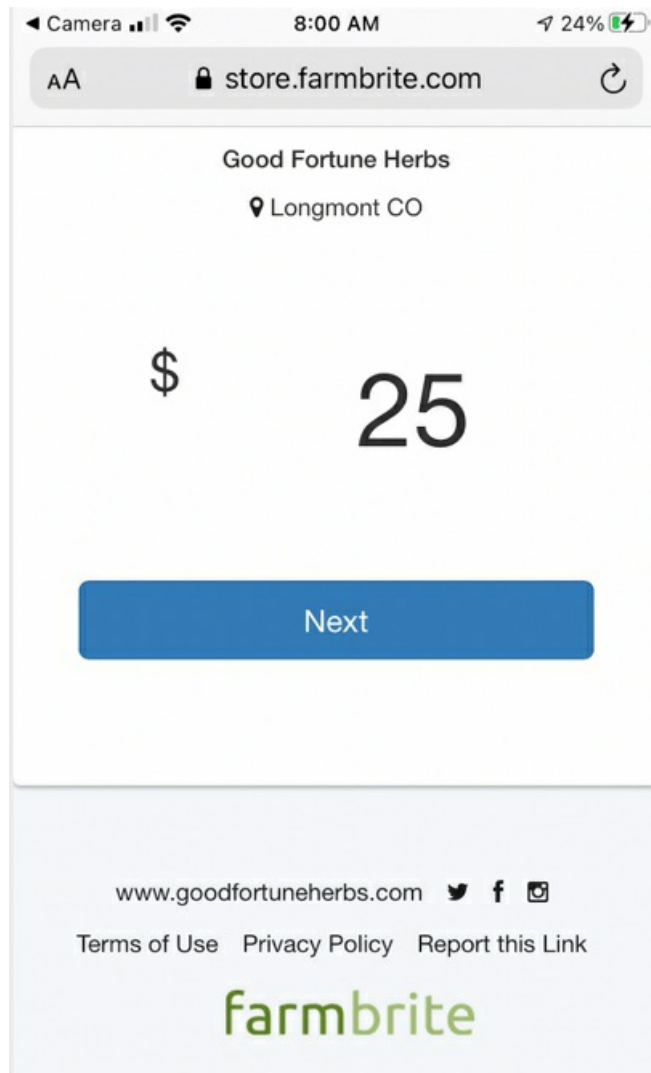 Camera 8:00 AM 24%
AA store.farmbrite.com
Good Fortune Herbs
Longmont CO
$ 25
Next
www.goodfortuneherbs.com
Terms of Use Privacy Policy Report this Link
farmbrite